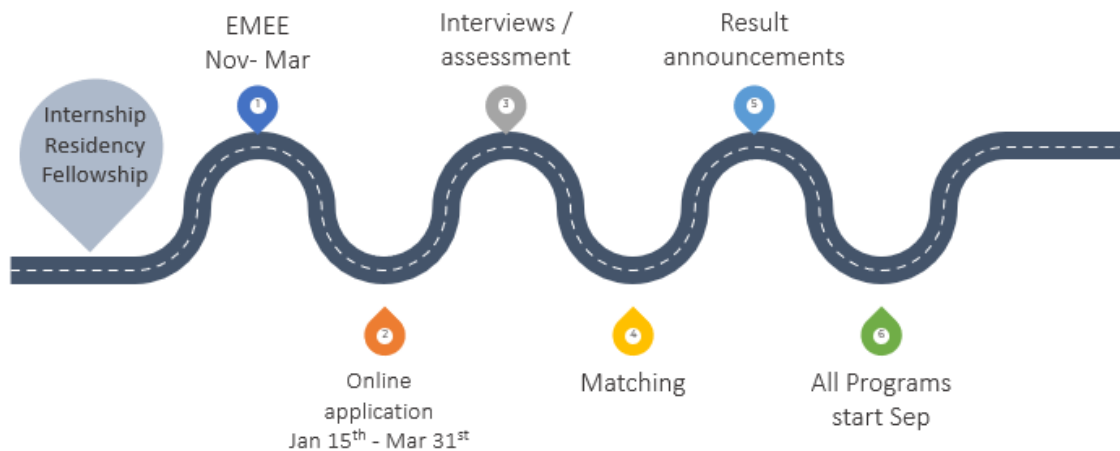 Internship
Residency
Fellowship
EMEE
Nov- Mar
1
2
Online
application
Jan 15th - Mar 31st
Interviews /
assessment
3
4
Matching
Result
announcements
5
6
All Programs
start Sep